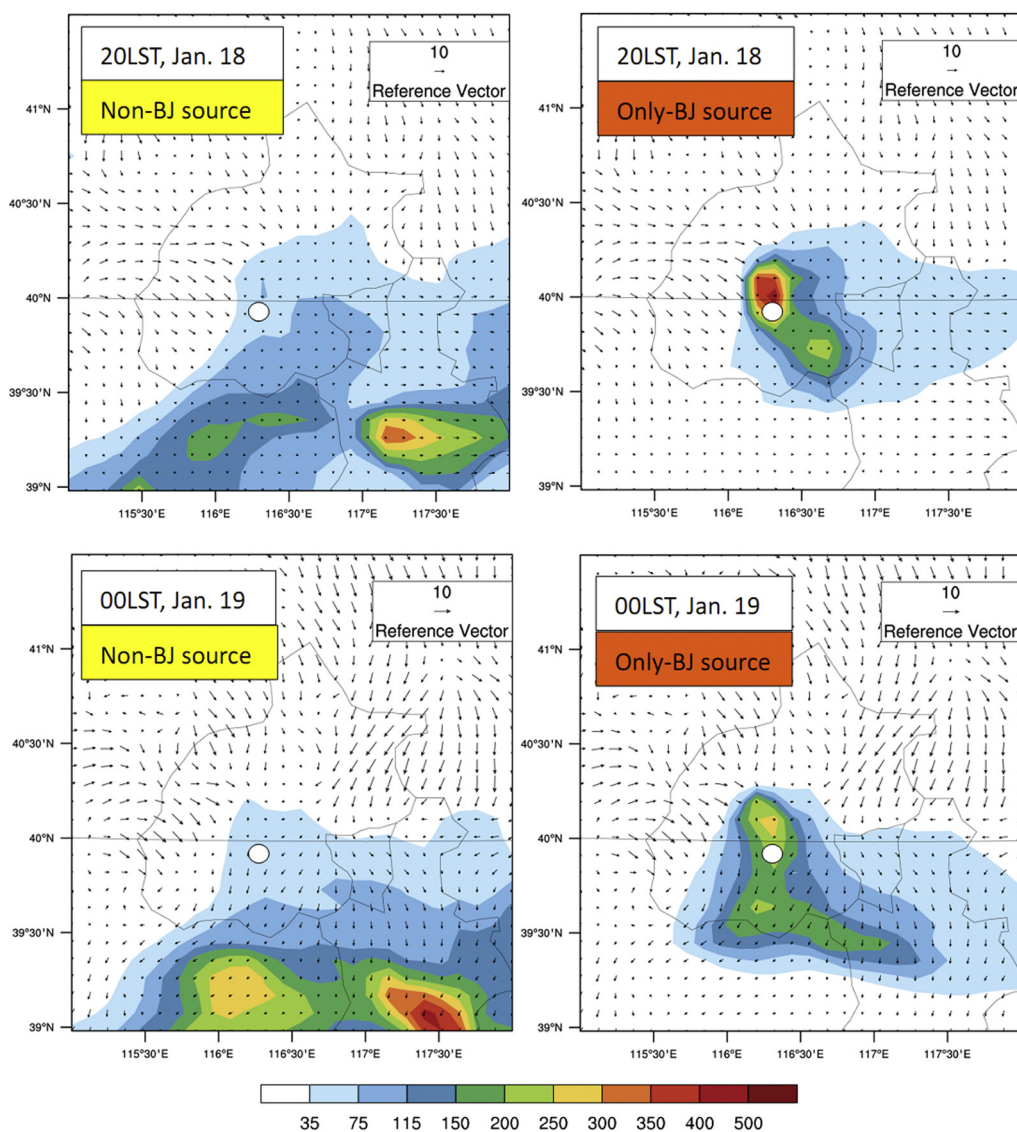 20LST, Jan. 18
Non-BJ source
10
Reference Vector
41°N
40°30'N
40°N
39°30'N
39°N
115°30'E
116°E
116°30'E
117°E
117°30'E
20LST, Jan. 18
Only-BJ source
10
Reference Vector
41°N
40°30'N
40°N
39°30'N
39°N
115°30'E
116°E
116°30'E
117°E
117°30'E
00LST, Jan. 19
Non-BJ source
10
Reference Vector
41°N
40°30'N
40°N
39°30'N
39°N
115°30'E
116°E
116°30'E
117°E
117°30'E
00LST, Jan. 19
Only-BJ source
10
Reference Vector
41°N
40°30'N
40°N
39°30'N
39°N
115°30'E
116°E
116°30'E
117°E
117°30'E
35 75 115 150 200 250 300 350 400 500